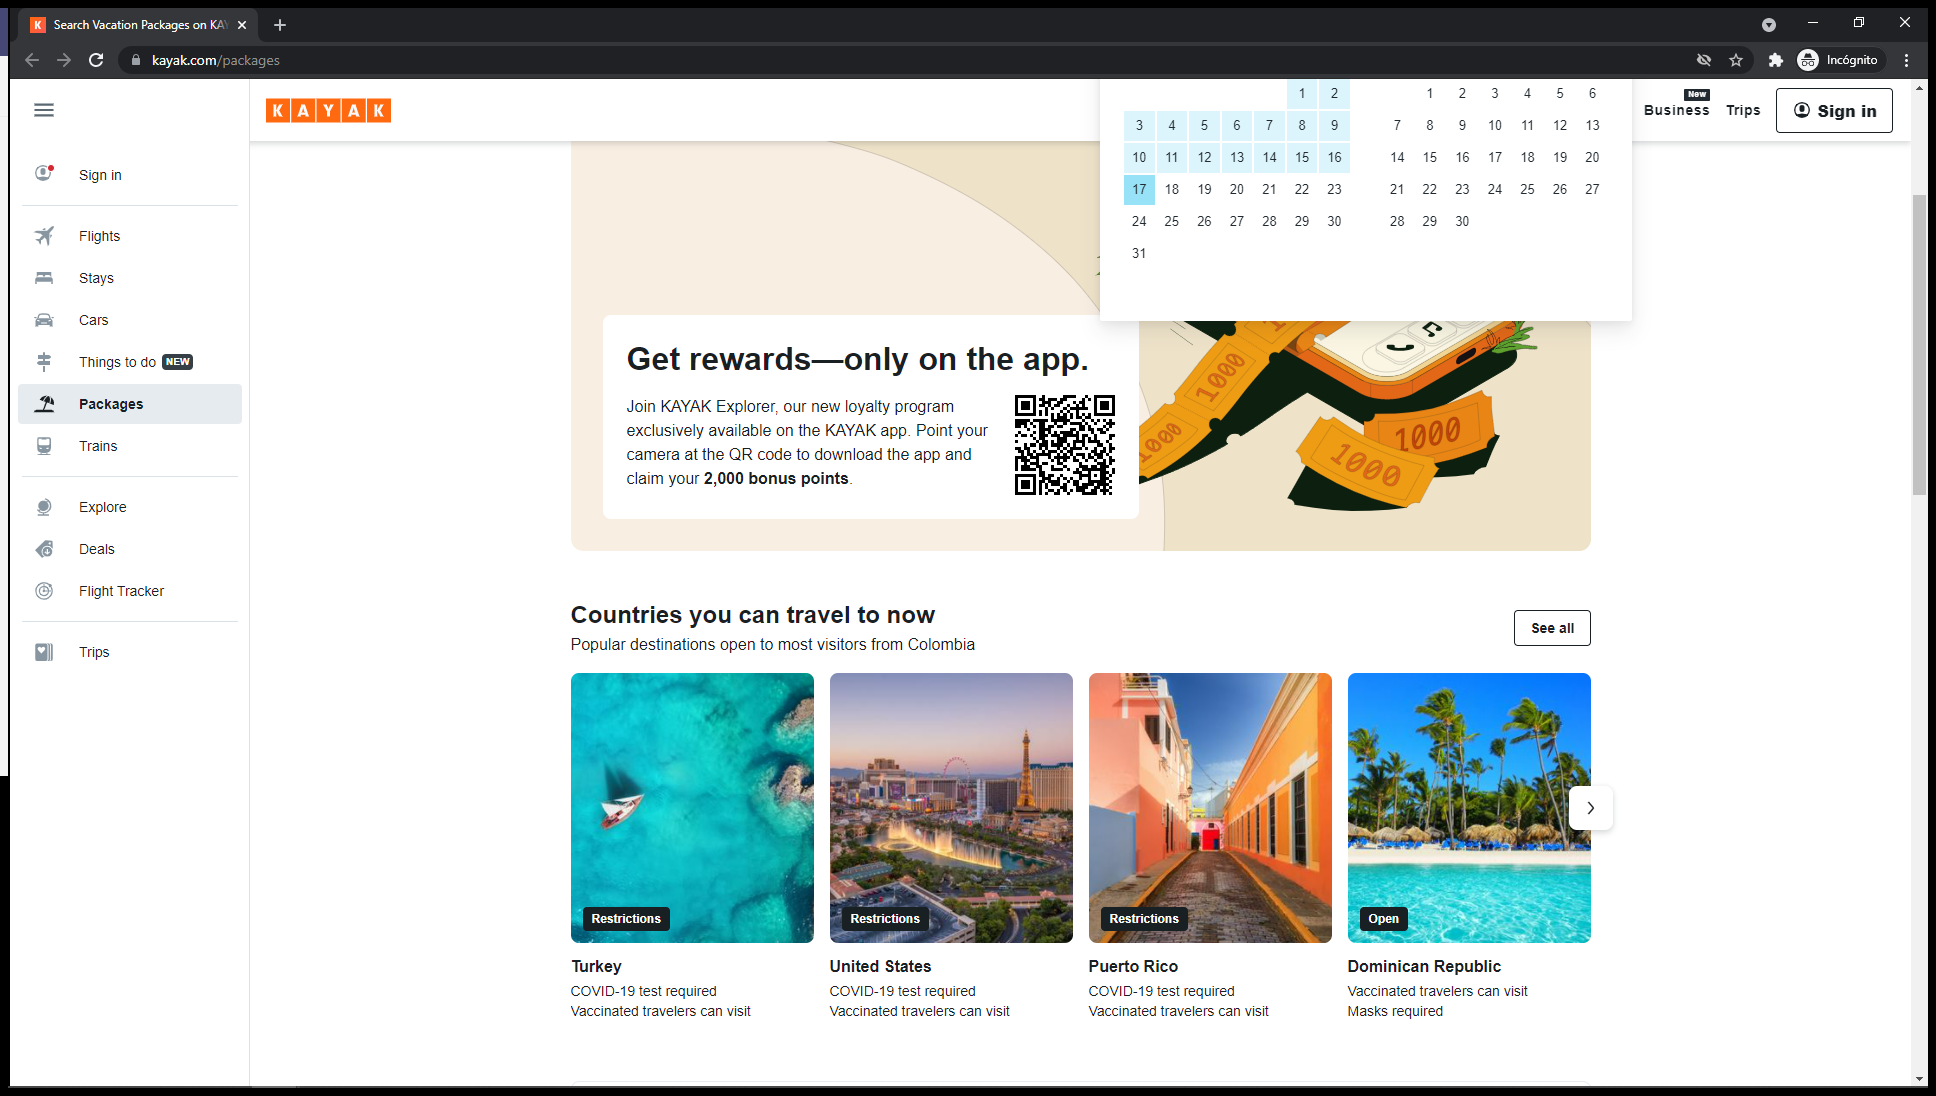 Search Vacation Packages on KAY
kayak.com/packages
Incógnito
KAYAK
New
Business
Trips
Sign in
Sign in
Flights
Stays
Cars
Things to do NEW
Packages
Trains
Explore
Deals
Flight Tracker
Trips
1 2
3 4 5 6 7 8 9
10 11 12 13 14 15 16
17 18 19 20 21 22 23
24 25 26 27 28 29 30
31
1 2 3 4 5 6
7 8 9 10 11 12 13
14 15 16 17 18 19 20
21 22 23 24 25 26 27
28 29 30
Get rewards—only on the app.
Join KAYAK Explorer, our new loyalty program
exclusively available on the KAYAK app. Point your
camera at the QR code to download the app and
claim your 2,000 bonus points.
1000
1000
1000
1000
Countries you can travel to now
Popular destinations open to most visitors from Colombia
See all
Restrictions
Turkey
COVID-19 test required
Vaccinated travelers can visit
Restrictions
United States
COVID-19 test required
Vaccinated travelers can visit
Restrictions
Puerto Rico
COVID-19 test required
Vaccinated travelers can visit
Open
Dominican Republic
Vaccinated travelers can visit
Masks required